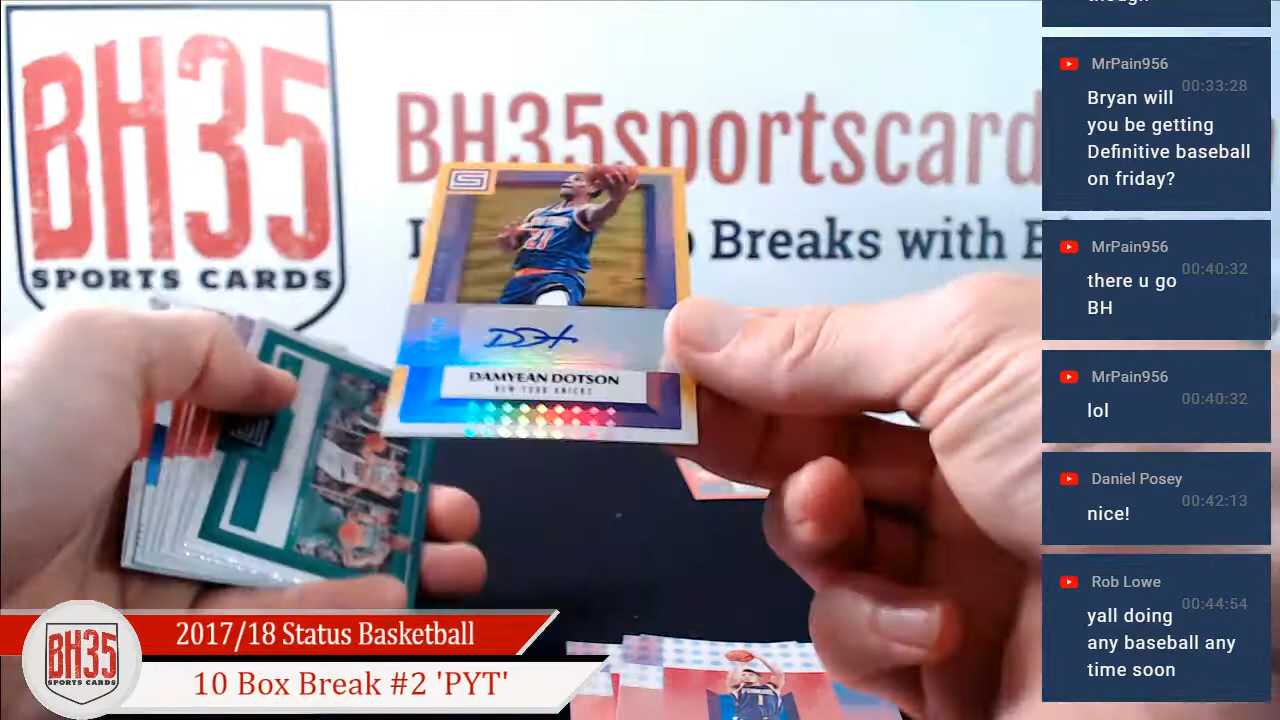 BH35
SPORTS CARDS
BH35sportscard
Breaks with
21
DAMYEAN DOTSON
NEW YORK KNICKS
1
2017/18 Status Basketball
10 Box Break #2 'PYT'
BH35
SPORTS CARDS
MrPain956
00:33:28
Bryan will
you be getting
Definitive baseball
on friday?
MrPain956
00:40:32
there u go
BH
MrPain956
00:40:32
lol
Daniel Posey
00:42:13
nice!
Rob Lowe
00:44:54
yall doing
any baseball any
time soon